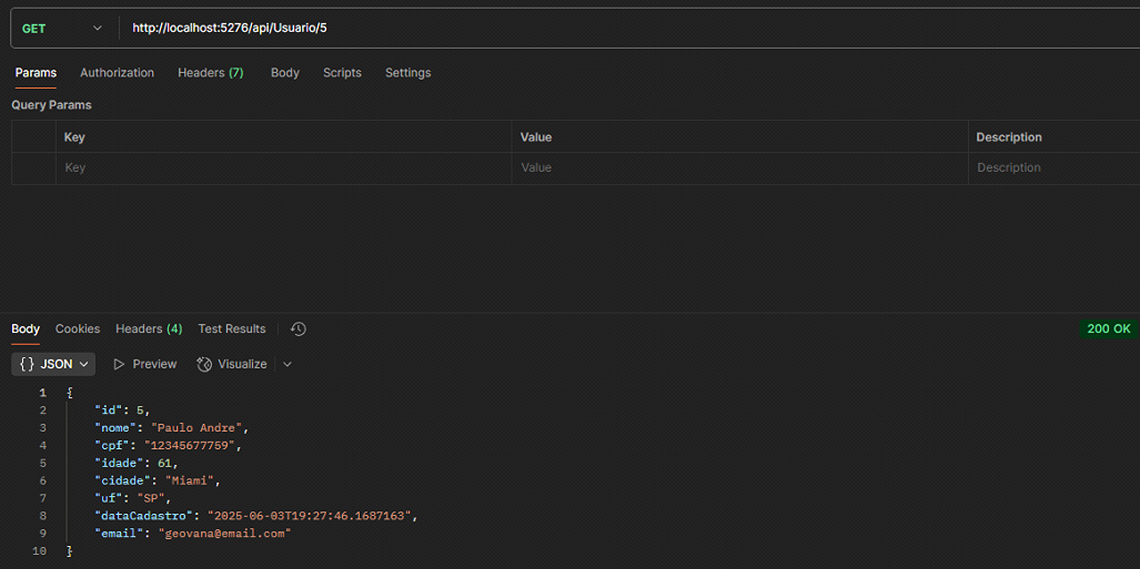 GET http://localhost:5276/api/Usuario/5
Params Authorization Headers (7) Body Scripts Settings
Query Params
Key Value Description
Key Value Description
Body Cookies Headers (4) Test Results 200 OK
{} JSON Preview Visualize
1 {
2 "id": 5,
3 "nome": "Paulo Andre",
4 "cpf": "12345677759",
5 "idade": 61,
6 "cidade": "Miami",
7 "uf": "SP",
8 "dataCadastro": "2025-06-03T19:27:46.1687163",
9 "email": "geovana@email.com"
10 }